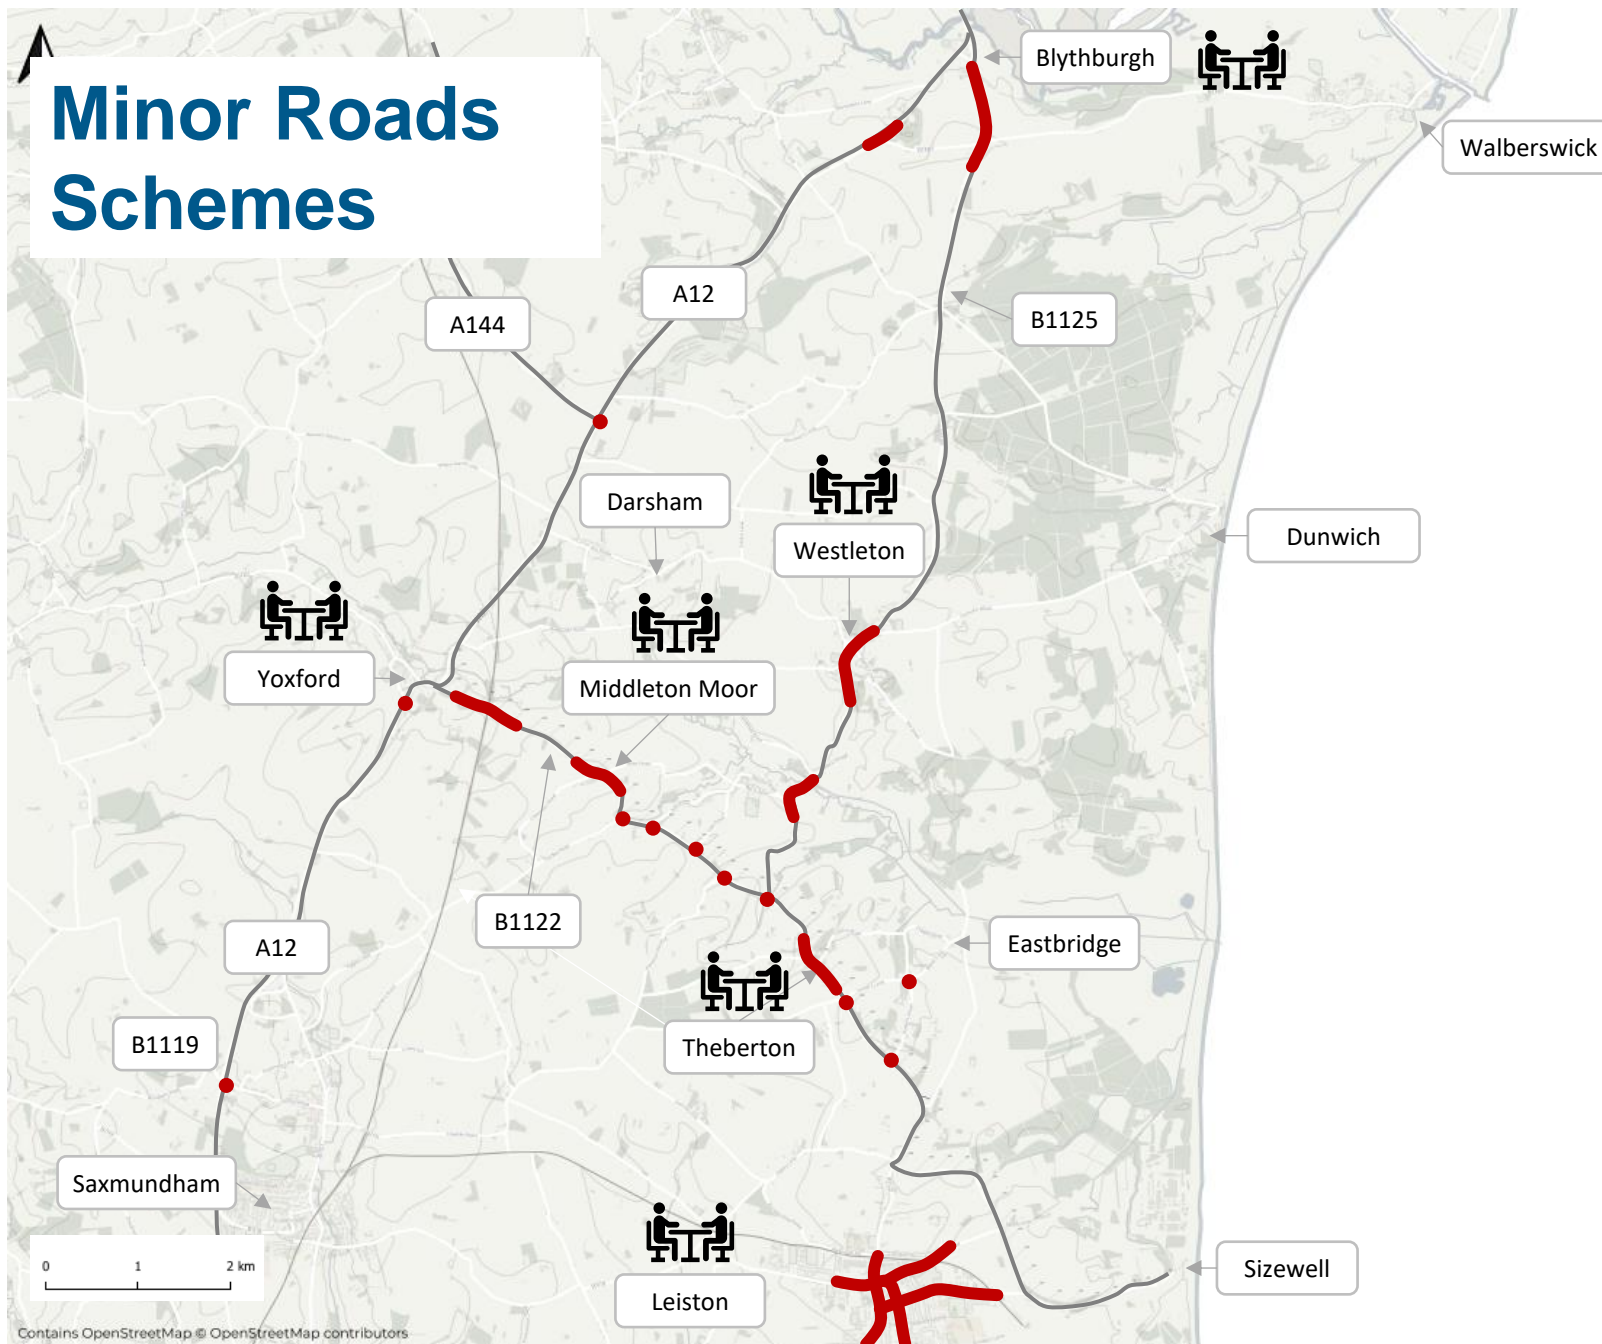 Minor Roads
Schemes
Blythburgh
Walberswick
A12
A144
B1125
Darsham
Westleton
Dunwich
Yoxford
Middleton Moor
B1122
A12
Eastbridge
B1119
Theberton
Saxmundham
Leiston
Sizewell
0 1 2 km
Contains OpenStreetMap © OpenStreetMap contributors